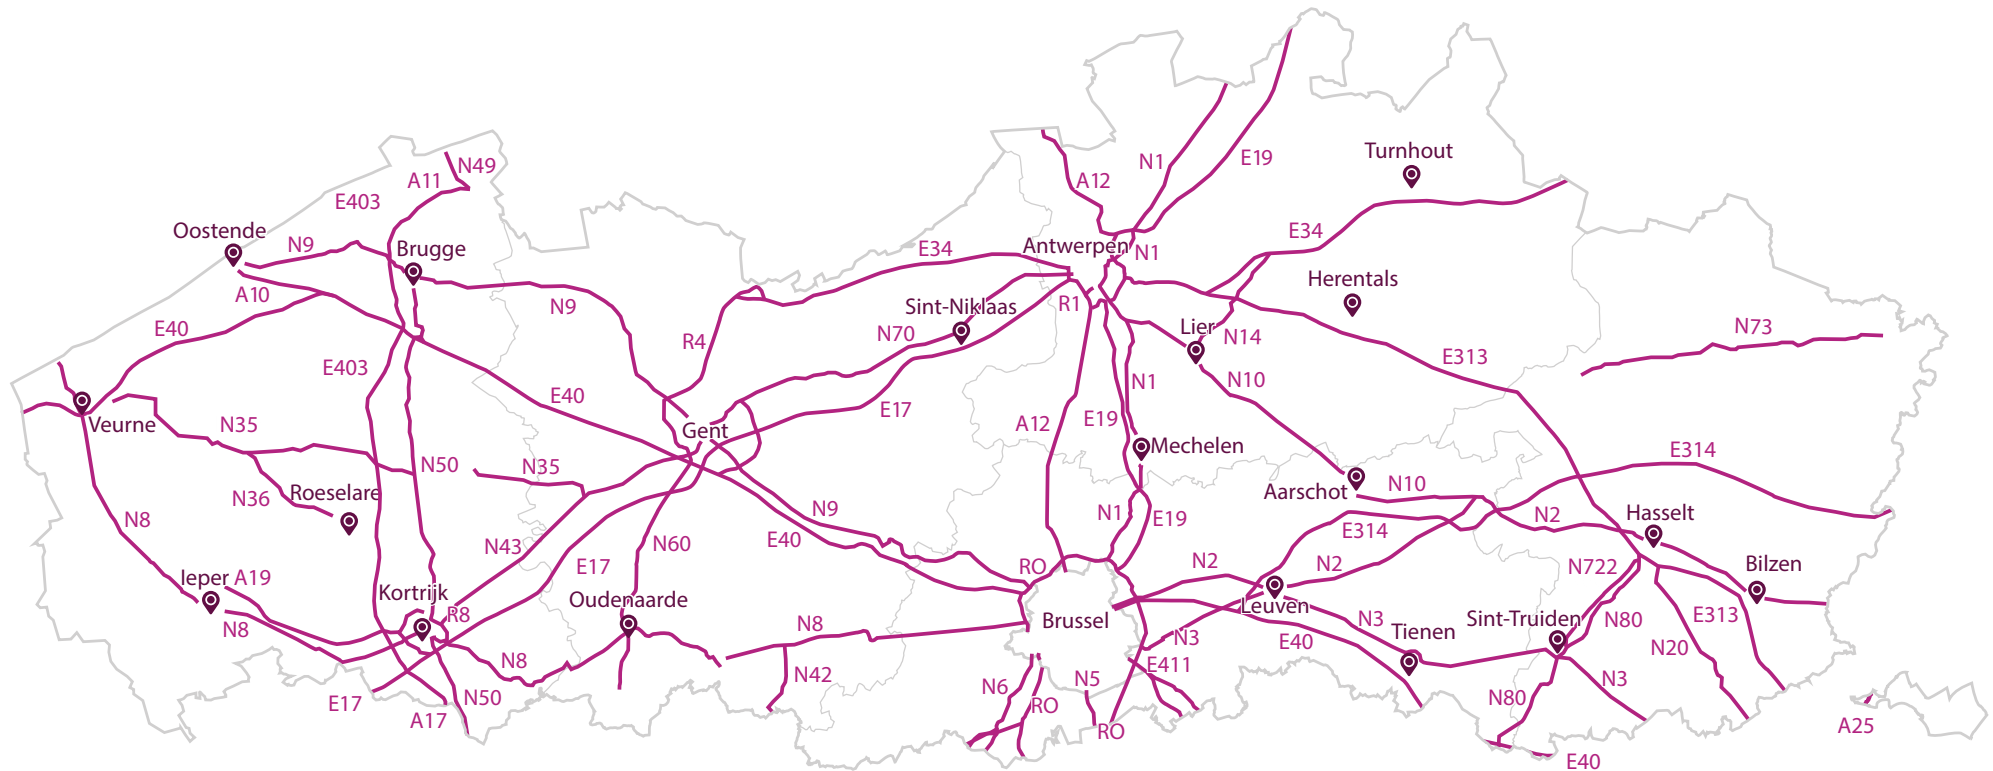 N49
A11
E403
Oostende
N9
Brugge
A10
E40
N9
E403
E40
Veurne
N35
N50
N35
N36
Roeselare
N8
N43
Ieper
A19
Kortrijk
R8
N8
N8
E17
A17
N50
E17
Oudenaarde
N60
N8
N42
Gent
R4
E34
Sint-Niklaas
N70
E17
N9
E40
A12
N1
E19
Antwerpen
N1
R1
E34
Turnhout
Herentals
Lier
N14
N10
N1
E19
A12
Mechelen
E313
N73
Aarschot
N10
E314
E314
N1
E19
RO
N2
N2
N2
Hasselt
N722
Bilzen
Brussel
Leuven
N3
N3
E40
Tienen
Sint-Truiden
N80
N20
E313
N80
N3
E411
N6
RO
N5
RO
A25
E40